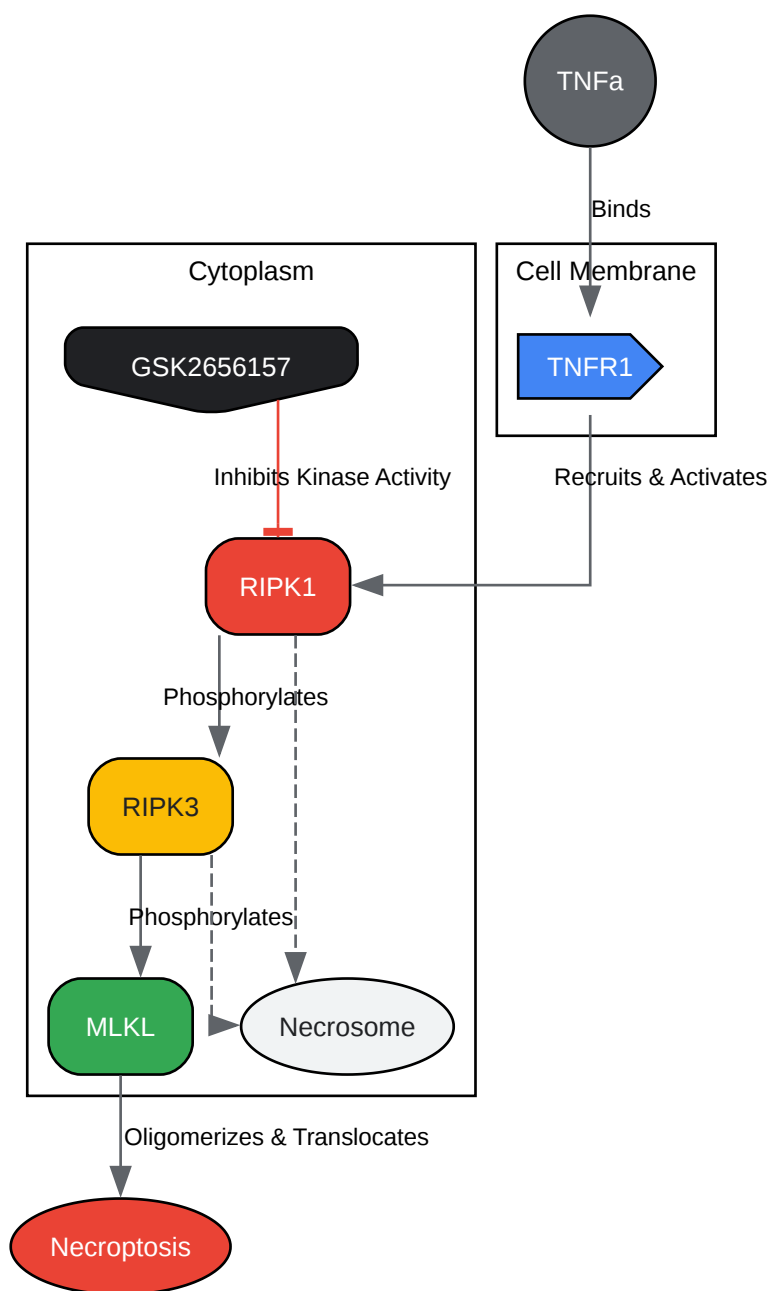 TNFa
Binds
Cytoplasm
Cell Membrane
GSK2656157
TNFR1
Inhibits Kinase Activity
Recruits & Activates
RIPK1
Phosphorylates
RIPK3
Phosphorylates
MLKL
Necrosome
Oligomerizes & Translocates
Necroptosis